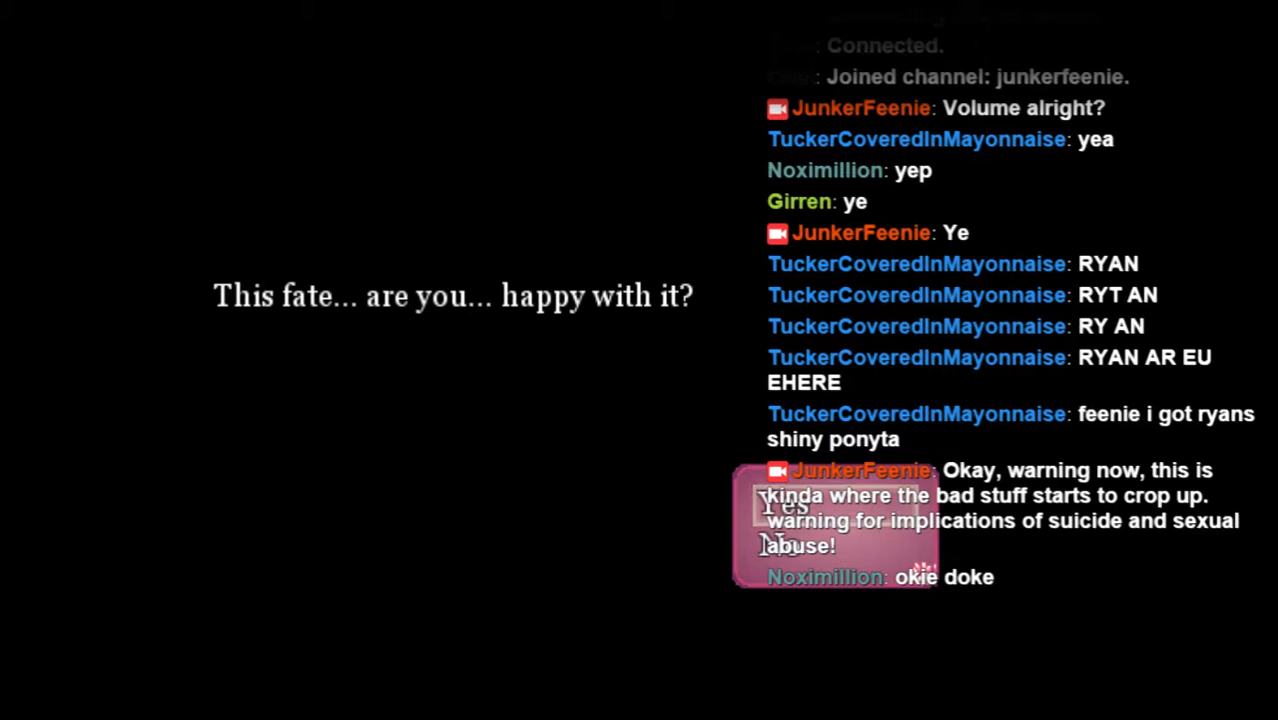 Connected.
: Joined channel: junkerfeenie.
JunkerFeenie: Volume alright?
TuckerCoveredInMayonnaise: yea
Noximillion: yep
Girren: ye
JunkerFeenie: Ye
TuckerCoveredInMayonnaise: RYAN
This fate... are you... happy with it?
TuckerCoveredInMayonnaise: RYT AN
TuckerCoveredInMayonnaise: RY AN
TuckerCoveredInMayonnaise: RYAN AR EU
EHERE
TuckerCoveredInMayonnaise: feenie i got ryans
shiny ponyta
JunkerFeenie: Okay, warning now, this is
kinda where the bad stuff starts to crop up.
warning for implications of suicide and sexual
abuse!
Yes
No
Noximillion: okie doke